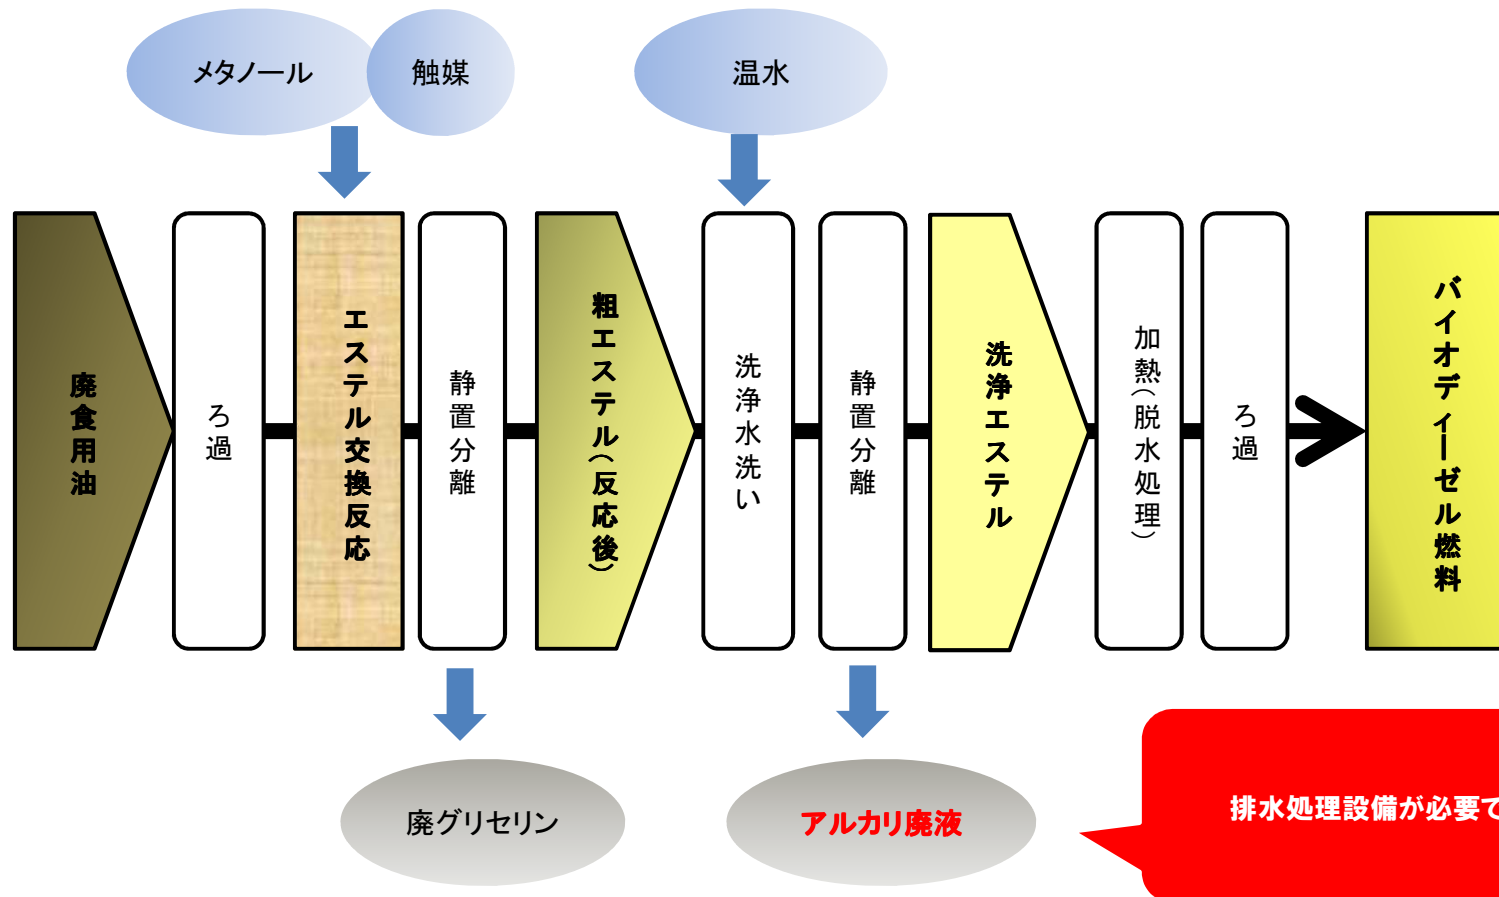 メタノール
触媒
温水
廃食用油
ろ過
エステル交換反応
静置分離
粗エステル(反応後)
洗浄水洗い
静置分離
洗浄エステル
加熱(脱水処理)
ろ過
バイオディーゼル燃料
廃グリセリン
アルカリ廃液
排水処理設備が必要で